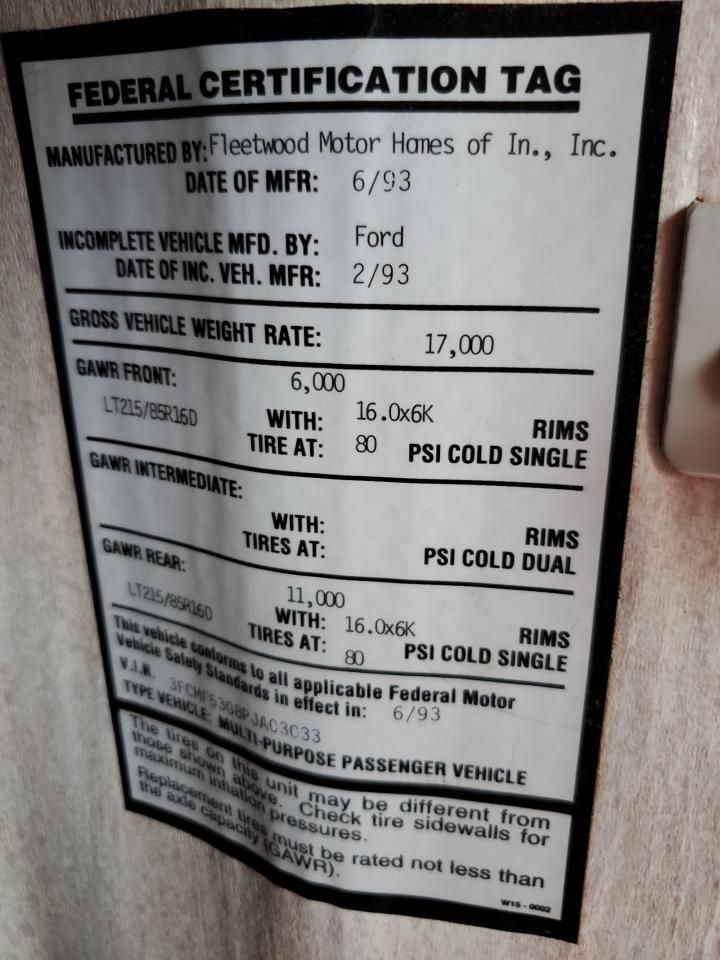 FEDERAL CERTIFICATION TAG
MANUFACTURED BY: Fleetwood Motor Homes of In., Inc.
DATE OF MFR: 6/93
INCOMPLETE VEHICLE MFD. BY: Ford
DATE OF INC. VEH. MFR: 2/93
GROSS VEHICLE WEIGHT RATE: 17,000
GAWR FRONT: 6,000
LT215/85R16D WITH: 16.0x6K RIMS
TIRE AT: 80 PSI COLD SINGLE
GAWR INTERMEDIATE:
WITH: RIMS
TIRES AT: PSI COLD DUAL
GAWR REAR: 11,000
LT215/85R16D WITH: 16.0x6K RIMS
TIRES AT: 80 PSI COLD SINGLE
This vehicle conforms to all applicable Federal Motor
Vehicle Safety Standards in effect in: 6/93
V.I.N. 3FCMF53G8PJA03033
TYPE VEHICLE: MULTI-PURPOSE PASSENGER VEHICLE
The tires on this unit may be different from
those shown above. Check tire sidewalls for
maximum inflation pressures.
Replacement tires must be rated not less than
the axle capacity (GAWR).
W15-0002